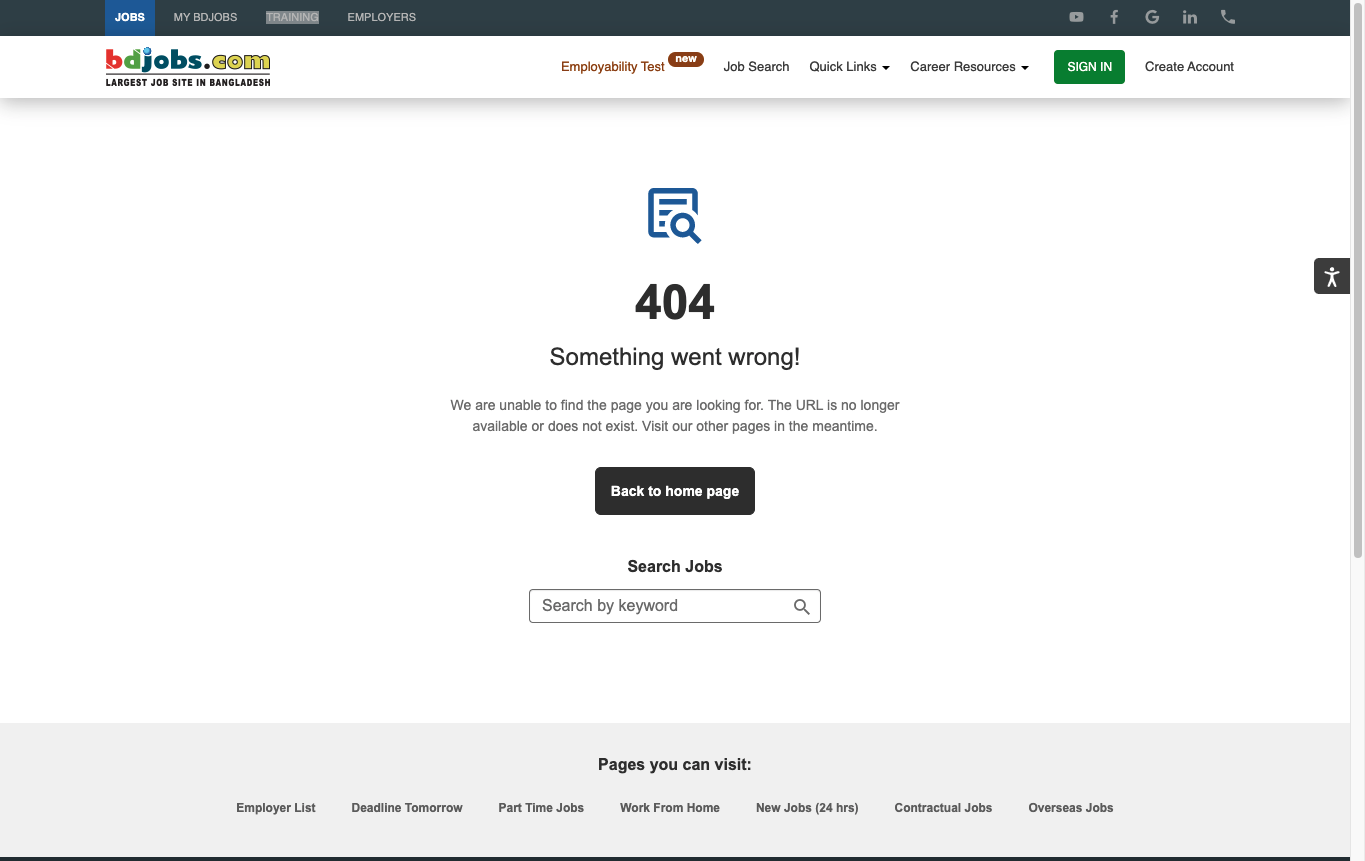 JOBS MY BDJOBS TRAINING EMPLOYERS
bdjobs.com
LARGEST JOB SITE IN BANGLADESH
Employability Test new Job Search Quick Links Career Resources SIGN IN Create Account
404
Something went wrong!
We are unable to find the page you are looking for. The URL is no longer
available or does not exist. Visit our other pages in the meantime.
Back to home page
Search Jobs
Search by keyword
Pages you can visit:
Employer List Deadline Tomorrow Part Time Jobs Work From Home New Jobs (24 hrs) Contractual Jobs Overseas Jobs